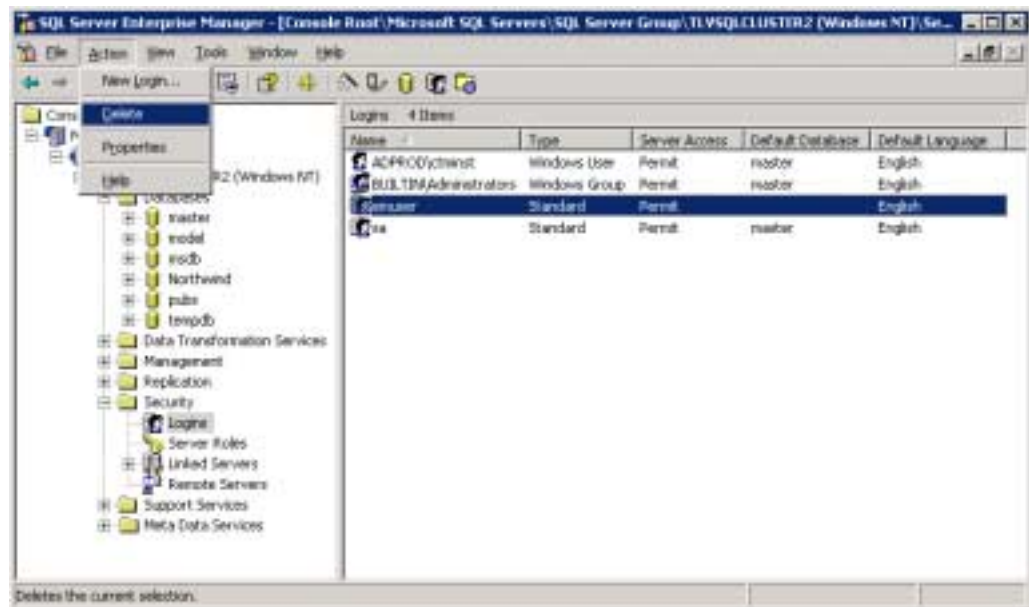 SQL Server Enterprise Manager - [Console Root\Microsoft SQL Servers\SQL Server Group\TLVSQLCLUSTER2 (Windows NT)\Se...
File Action View Tools Window Help
New Login...
Delete
Properties
Help
R2 (Windows NT)
Databases
master
model
msdb
Northwind
pubs
tempdb
Data Transformation Services
Management
Replication
Security
Logins
Server Roles
Linked Servers
Remote Servers
Support Services
Meta Data Services
Logins 4 Items
Name Type Server Access Default Database Default Language
ADPROD\ctminst Windows User Permit master English
BUILTIN\Administrators Windows Group Permit master English
emuser Standard Permit English
sa Standard Permit master English
Deletes the current selection.